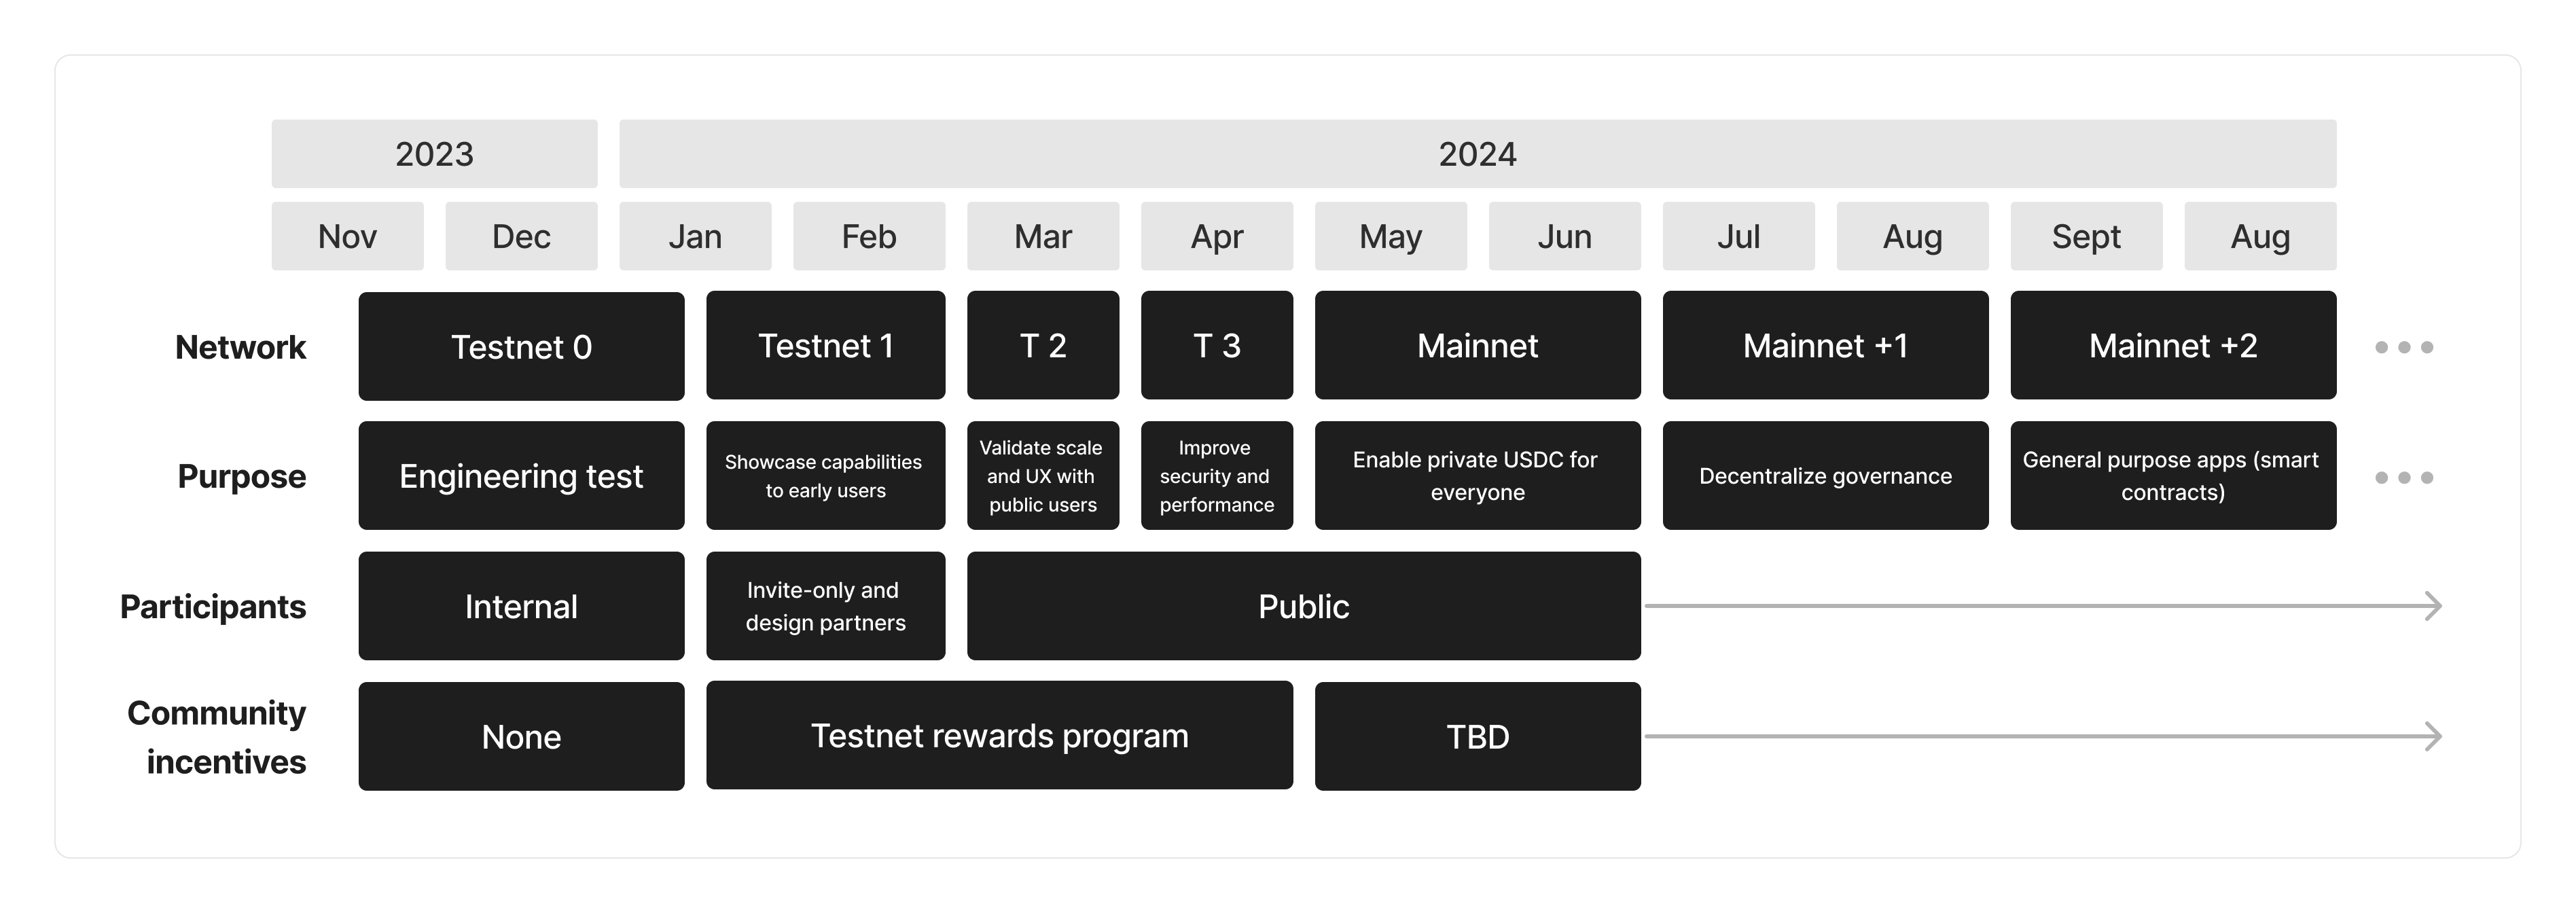 2023
2024
Nov
Dec
Jan
Feb
Mar
Apr
May
Jun
Jul
Aug
Sept
Aug
Network
Testnet 0
Testnet 1
T 2
T 3
Mainnet
Mainnet +1
Mainnet +2
Purpose
Engineering test
Showcase capabilities
to early users
Validate scale
and UX with
public users
Improve
security and
performance
Enable private USDC for
everyone
Decentralize governance
General purpose apps (smart
contracts)
Participants
Internal
Invite-only and
design partners
Public
Community
incentives
None
Testnet rewards program
TBD